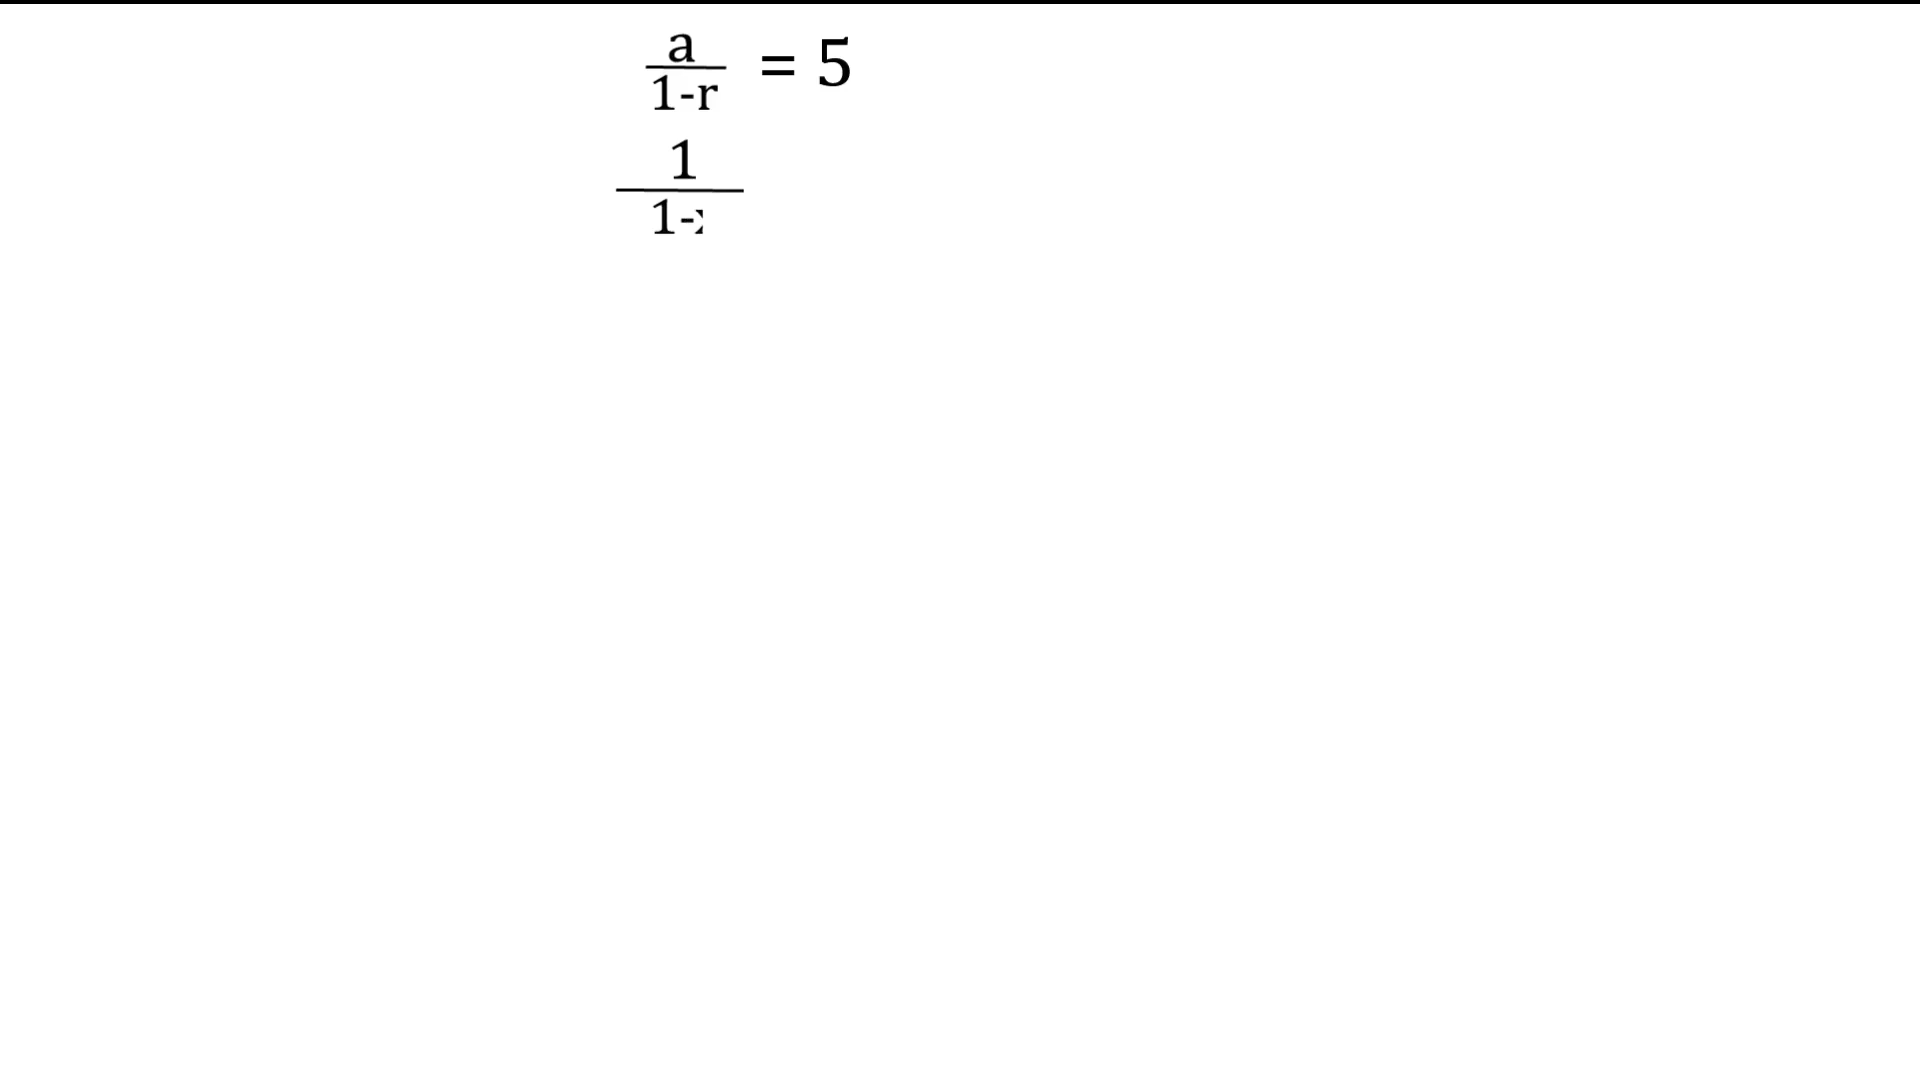 a/1-r = 5
1/1-